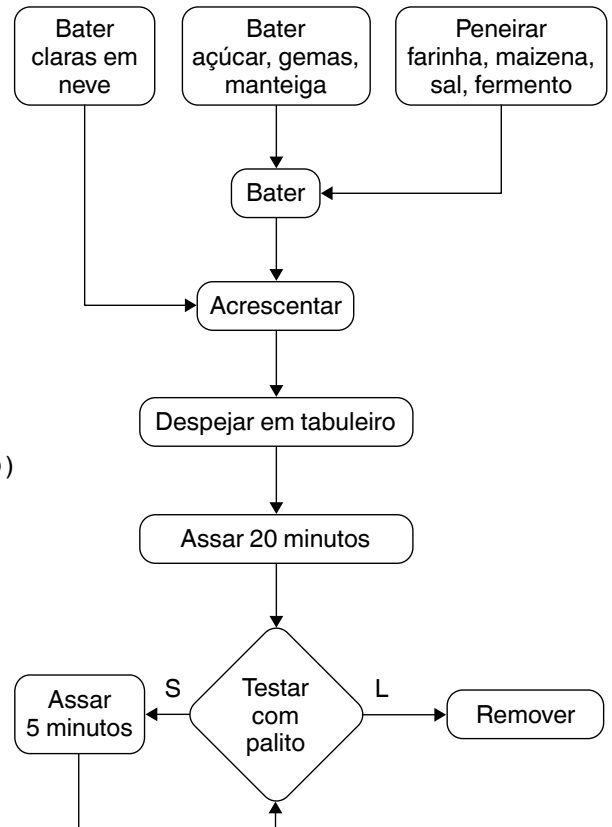 Bater
claras em
neve
Bater
açúcar, gemas,
manteiga
Peneirar
farinha, maizena,
sal, fermento
Bater
Acrescentar
Despejar em tabuleiro
)
Assar 20 minutos
Assar
5 minutos
S
Testar
com
palito
L
Remover